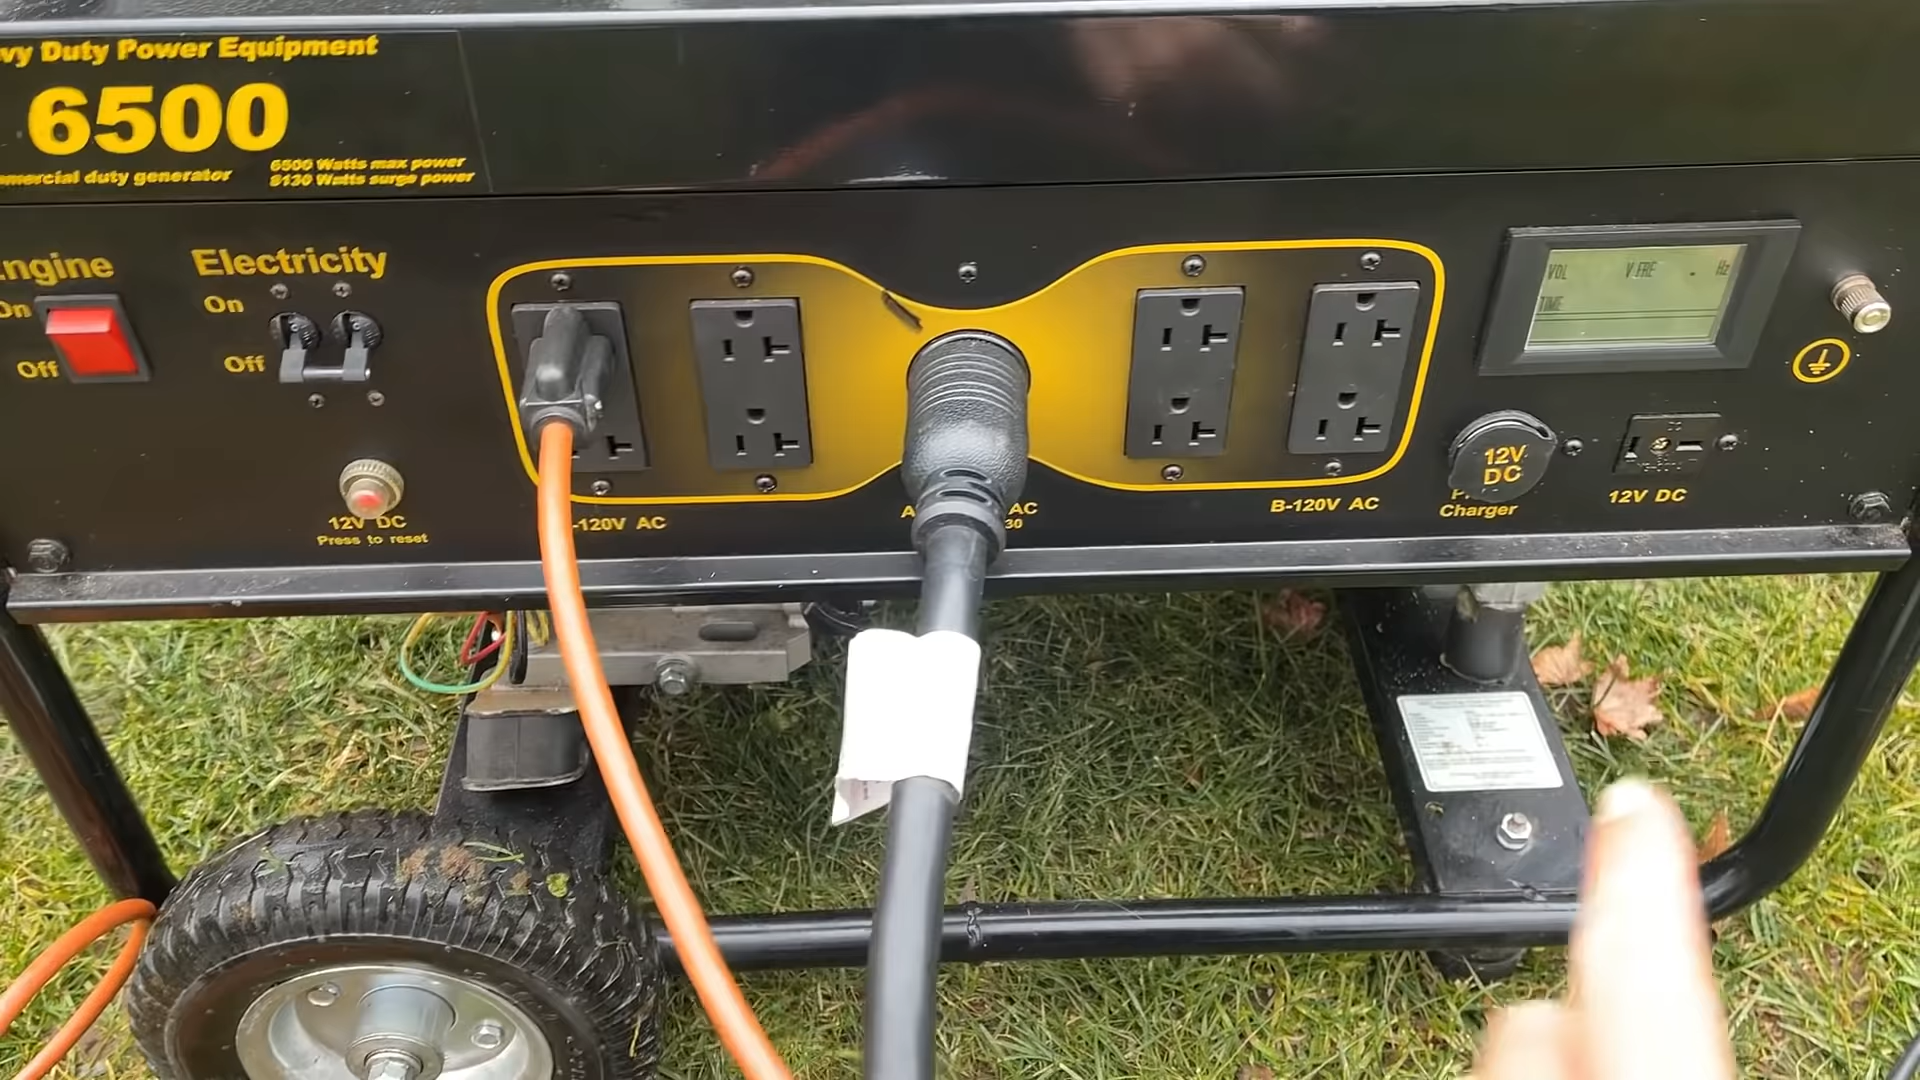 vy Duty Power Equipment
6500
mercial duty generator
6500 Watts max power
8130 Watts surge power
ngine
On
Off
Electricity
On
Off
12V DC
Press to reset
-120V AC
AC
30
B-120V AC
VOL V FRE . Hz
TIME
12V
DC
Charger
12V DC